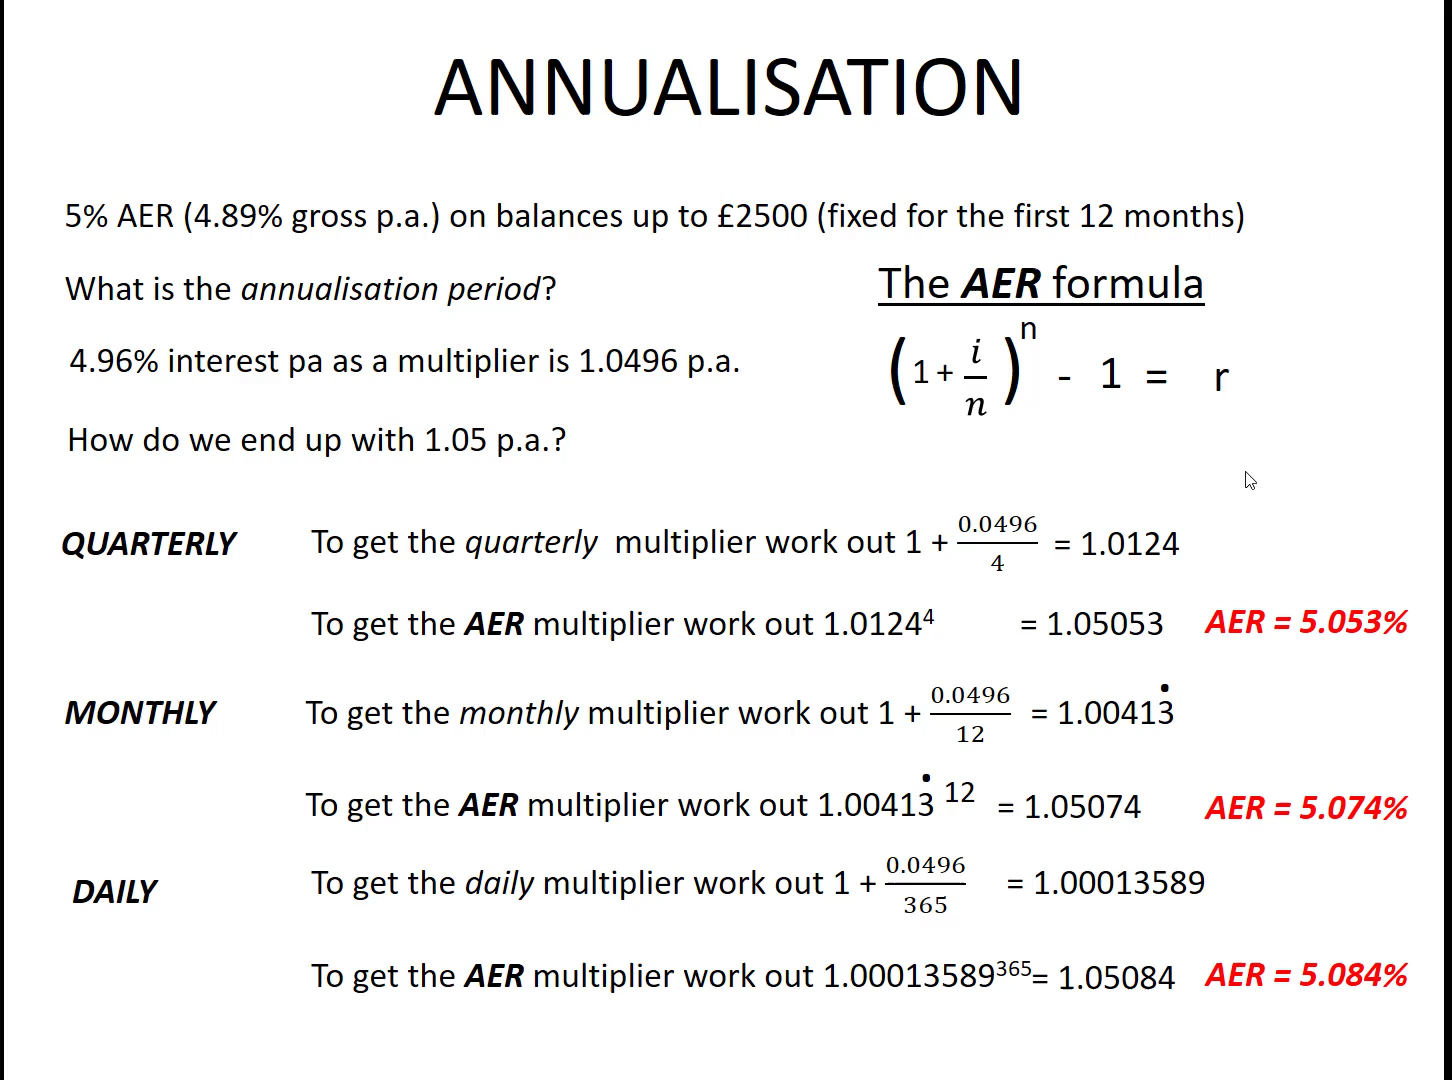 ANNUALISATION
5% AER (4.89% gross p.a.) on balances up to £2500 (fixed for the first 12 months)
What is the annualisation period?
The AER formula
(1 + i/n)^n - 1 = r
4.96% interest pa as a multiplier is 1.0496 p.a.
How do we end up with 1.05 p.a.?
QUARTERLY To get the quarterly multiplier work out 1 + 0.0496/4 = 1.0124
To get the AER multiplier work out 1.0124⁴ = 1.05053 AER = 5.053%
MONTHLY To get the monthly multiplier work out 1 + 0.0496/12 = 1.00413̇
To get the AER multiplier work out 1.00413̇ ¹² = 1.05074 AER = 5.074%
DAILY To get the daily multiplier work out 1 + 0.0496/365 = 1.00013589
To get the AER multiplier work out 1.00013589³⁶⁵= 1.05084 AER = 5.084%